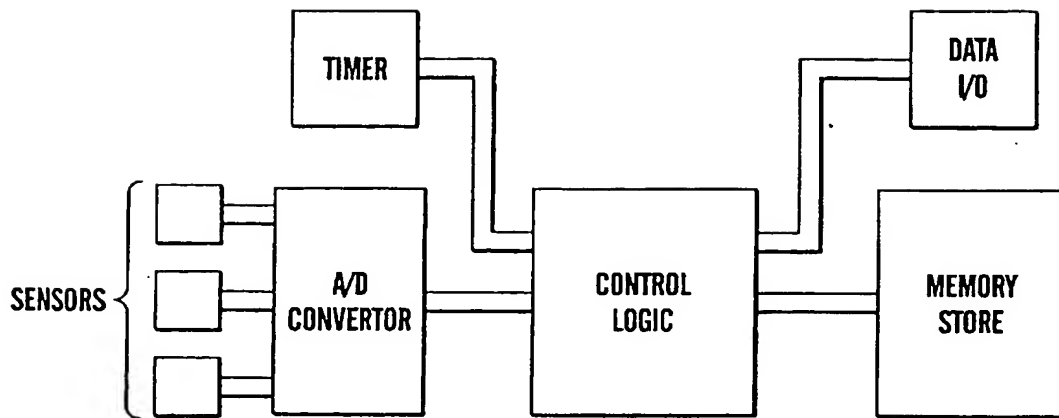 TIMER
DATA
I/O
SENSORS
A/D
CONVERTOR
CONTROL
LOGIC
MEMORY
STORE